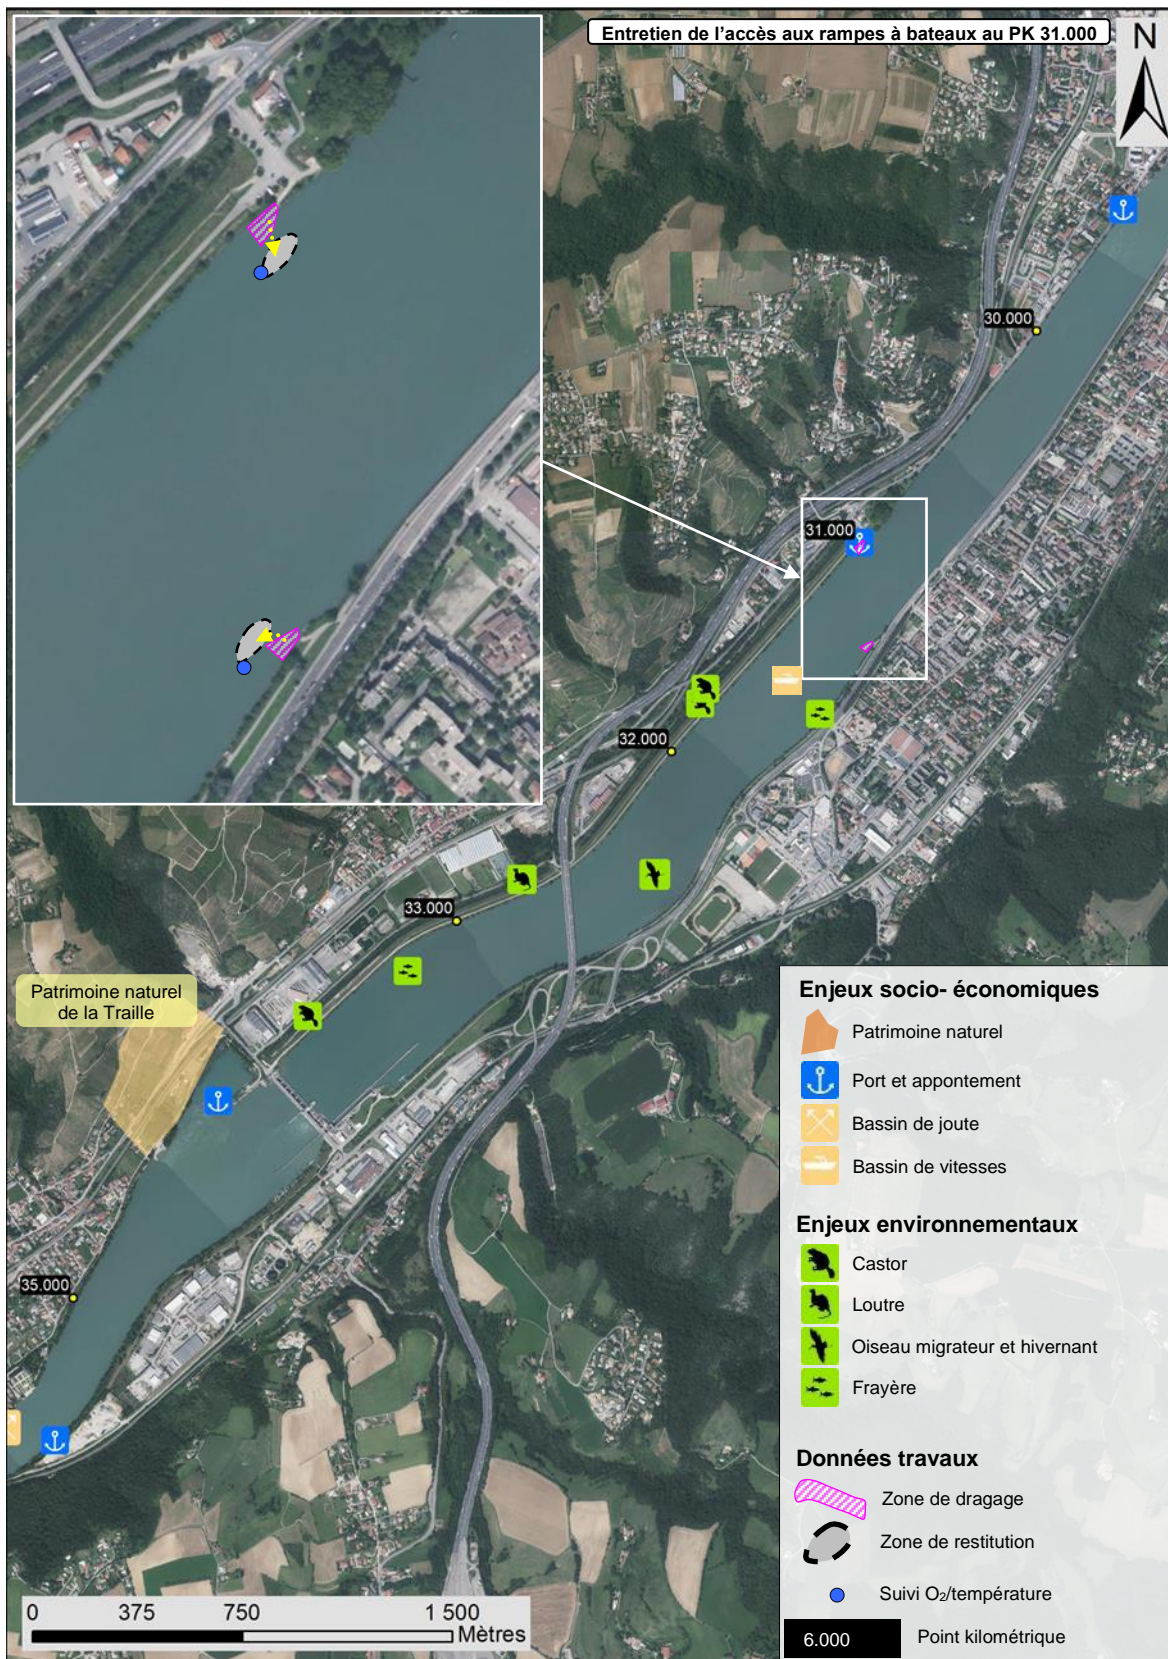 Entretien de l'accès aux rampes à bateaux au PK 31.000
N
30.000
31.000
32.000
33.000
Patrimoine naturel
de la Traille
35.000
Enjeux socio- économiques
Patrimoine naturel
Port et appontement
Bassin de joute
Bassin de vitesses
Enjeux environnementaux
Castor
Loutre
Oiseau migrateur et hivernant
Frayère
Données travaux
Zone de dragage
Zone de restitution
Suivi O2/température
6.000 Point kilométrique
0 375 750 1 500
Mètres